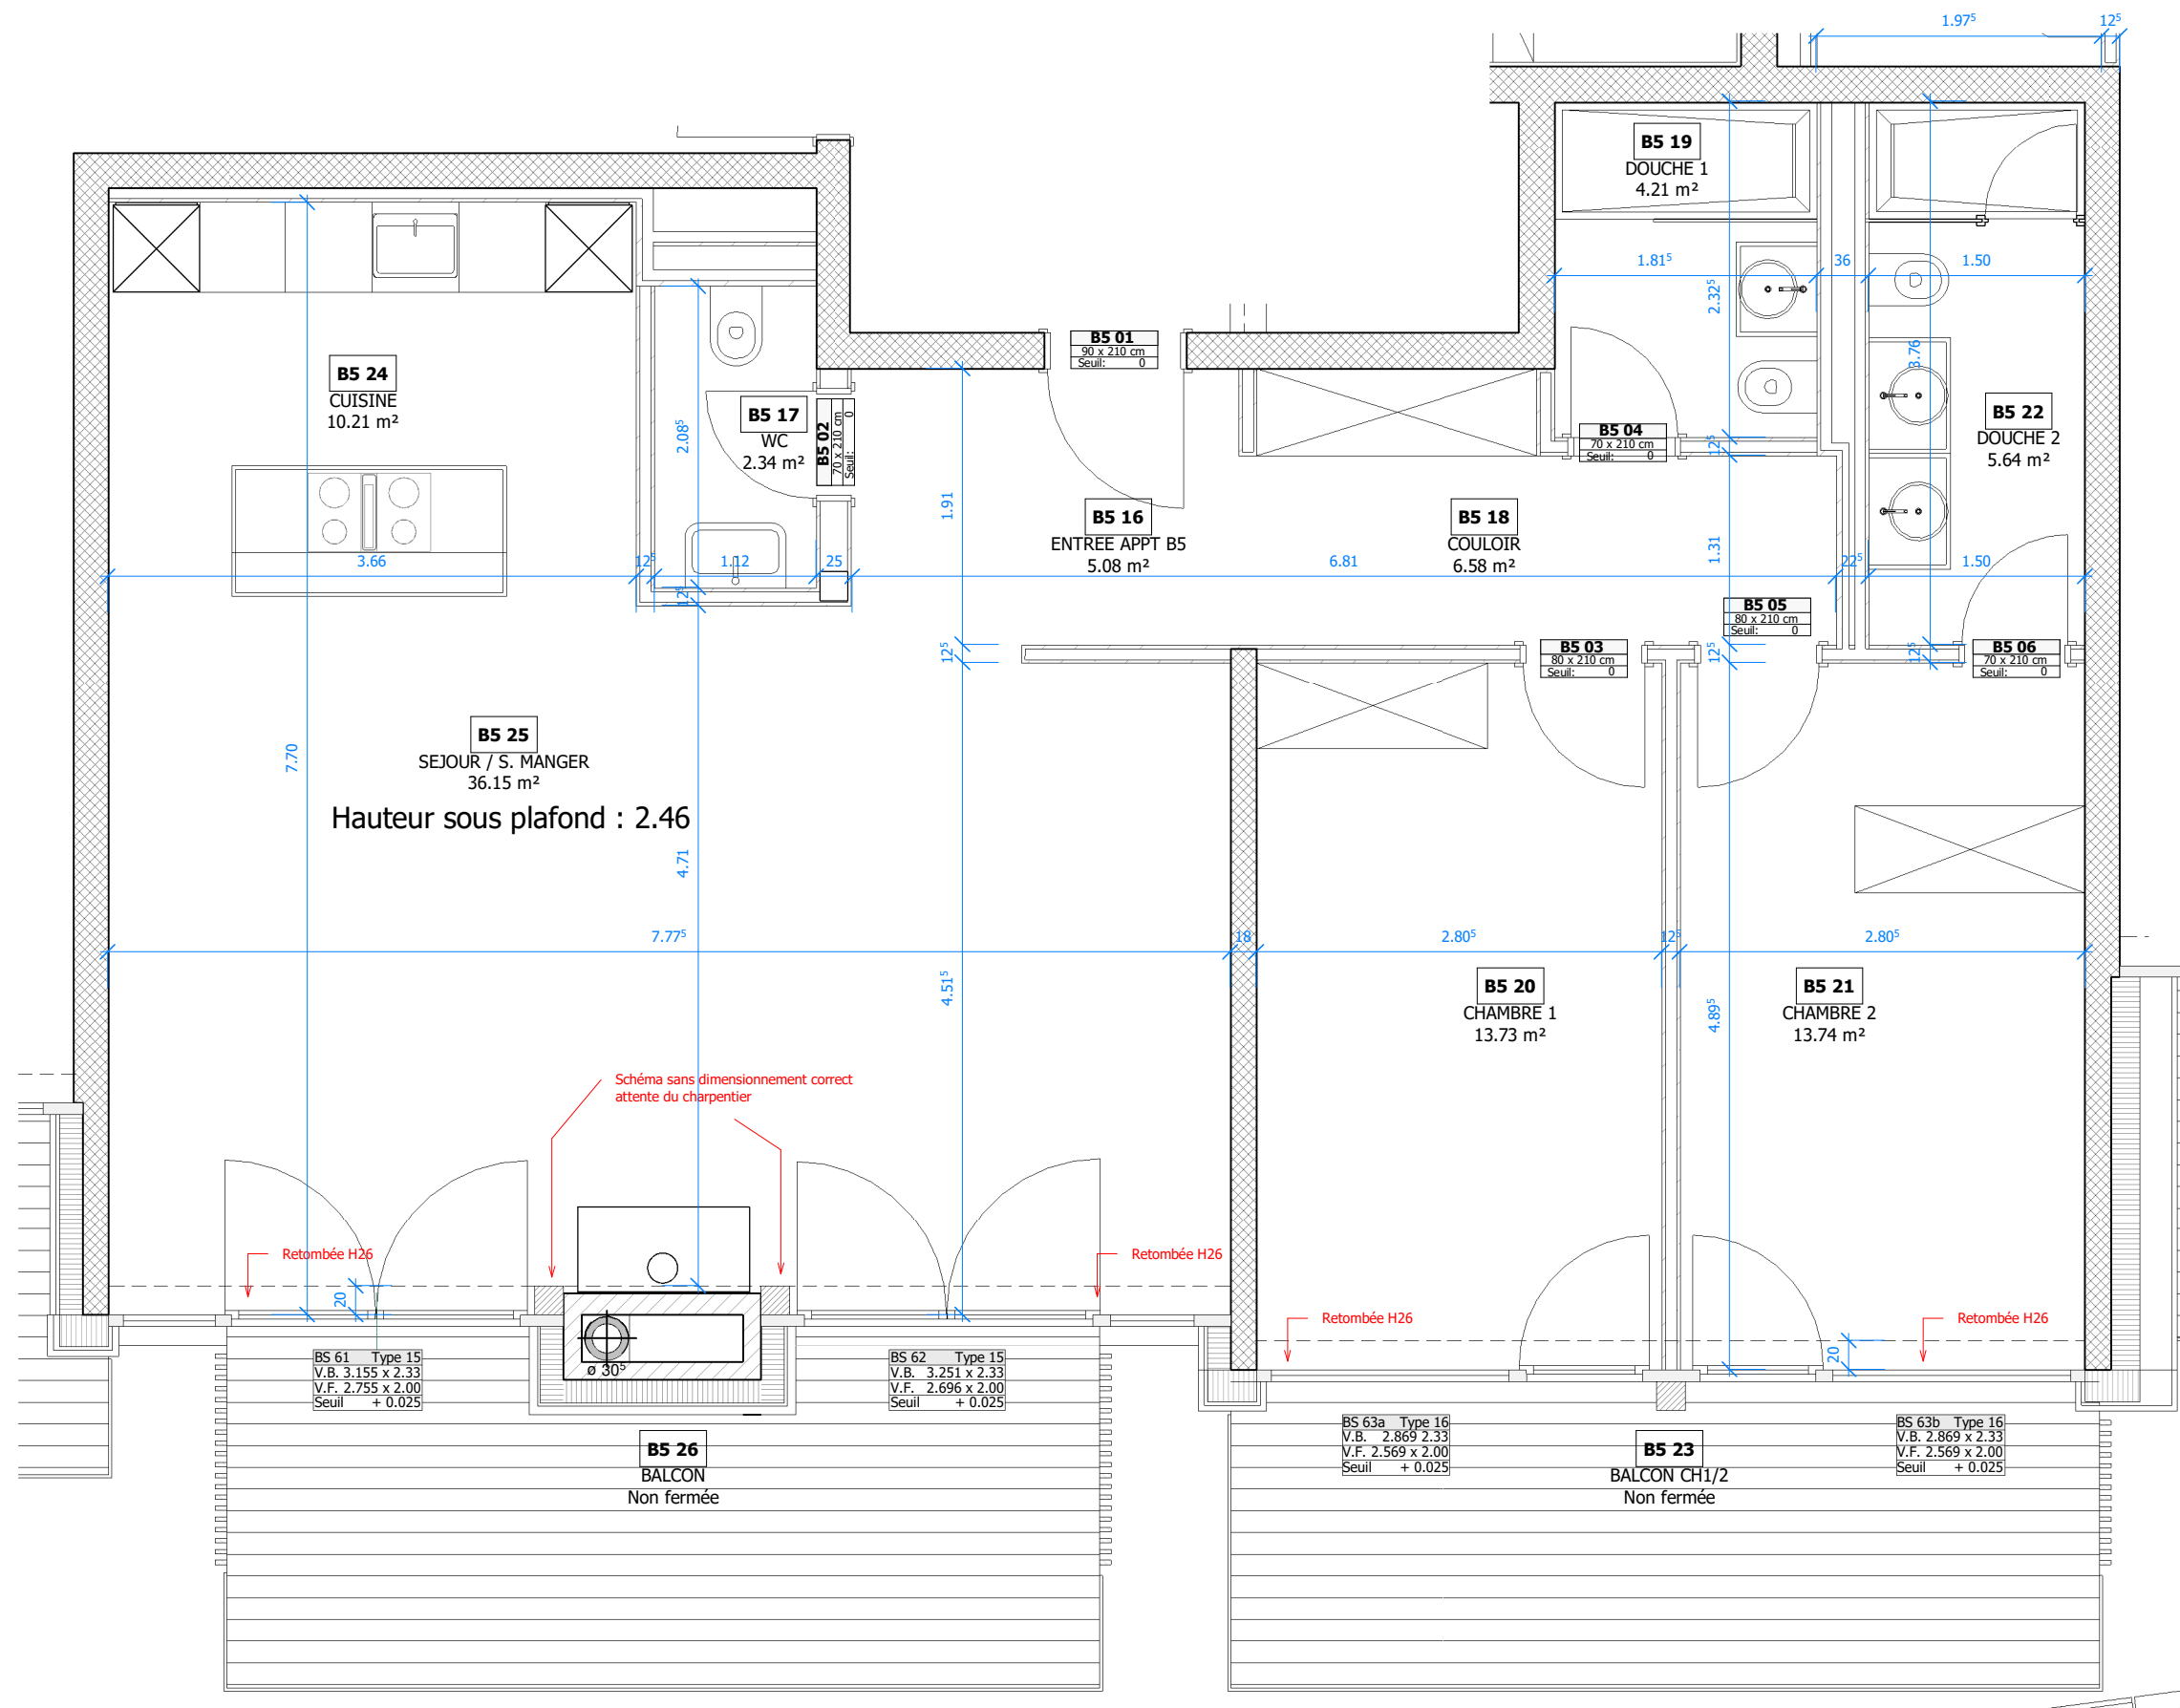 1.97⁵
12⁵
B5 19
DOUCHE 1
4.21 m²
1.81⁵
36
1.50
2.32⁵
3.76
B5 01
90 x 210 cm
Seuil: 0
B5 24
CUISINE
10.21 m²
B5 17
WC
2.34 m²
B5 02
70 x 210 cm
Seuil: 0
2.08⁵
B5 04
70 x 210 cm
Seuil: 0
12⁵
B5 22
DOUCHE 2
5.64 m²
1.91
B5 16
ENTREE APPT B5
5.08 m²
B5 18
COULOIR
6.58 m²
1.31
3.66
12⁵
1.12
25
6.81
22⁵
1.50
12⁵
B5 05
80 x 210 cm
Seuil: 0
12⁵
B5 03
80 x 210 cm
Seuil: 0
12⁵
12⁵
B5 06
70 x 210 cm
Seuil: 0
B5 25
SEJOUR / S. MANGER
36.15 m²
Hauteur sous plafond : 2.46
7.70
4.71
7.77⁵
18
2.80⁵
12⁵
2.80⁵
4.51⁵
B5 20
CHAMBRE 1
13.73 m²
4.89⁵
B5 21
CHAMBRE 2
13.74 m²
Schéma sans dimensionnement correct
attente du charpentier
Retombée H26
Retombée H26
20
Retombée H26
Retombée H26
20
ø 30⁵
BS 61 Type 15
V.B. 3.155 x 2.33
V.F. 2.755 x 2.00
Seuil + 0.025
BS 62 Type 15
V.B. 3.251 x 2.33
V.F. 2.696 x 2.00
Seuil + 0.025
BS 63a Type 16
V.B. 2.869 2.33
V.F. 2.569 x 2.00
Seuil + 0.025
BS 63b Type 16
V.B. 2.869 x 2.33
V.F. 2.569 x 2.00
Seuil + 0.025
B5 26
BALCON
Non fermée
B5 23
BALCON CH1/2
Non fermée